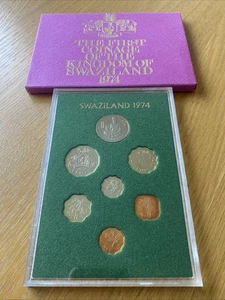 THE FIRST
COINAGE
OF THE
KINGDOM OF
SWAZILAND
1974
SWAZILAND 1974